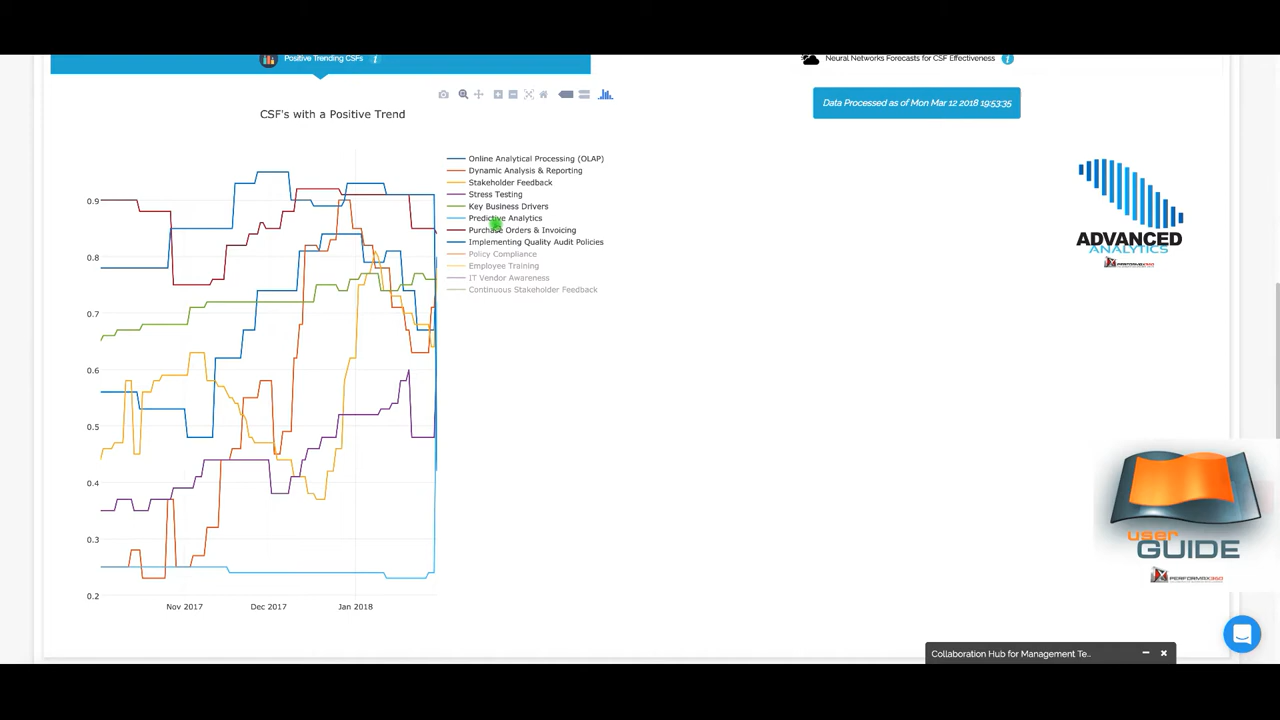 Positive Trending CSFs
Neural Networks Forecasts for CSF Effectiveness
Data Processed as of Mon Mar 12 2018 19:53:35
CSF's with a Positive Trend
Online Analytical Processing (OLAP)
Dynamic Analysis & Reporting
Stakeholder Feedback
Stress Testing
Key Business Drivers
Predictive Analytics
Purchase Orders & Invoicing
Implementing Quality Audit Policies
Policy Compliance
Employee Training
IT Vendor Awareness
Continuous Stakeholder Feedback
0.9
0.8
0.7
0.6
0.5
0.4
0.3
0.2
Nov 2017
Dec 2017
Jan 2018
ADVANCED
ANALYTICS
PERFORMAX360
user
GUIDE
PERFORMAX360
Collaboration Hub for Management Te...